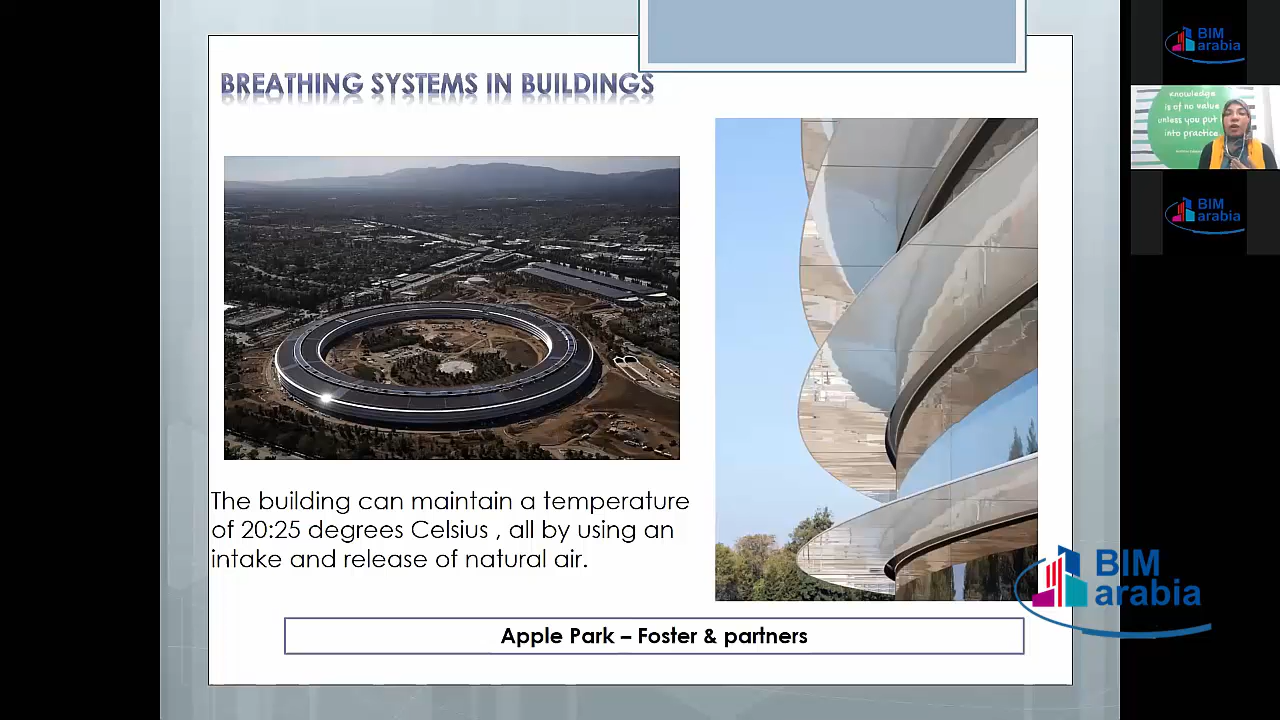 BREATHING SYSTEMS IN BUILDINGS
The building can maintain a temperature
of 20:25 degrees Celsius , all by using an
intake and release of natural air.
Apple Park – Foster & partners
BIM
arabia
BIM
arabia
knowledge
is of no value
unless you put
into practice
BIM
arabia